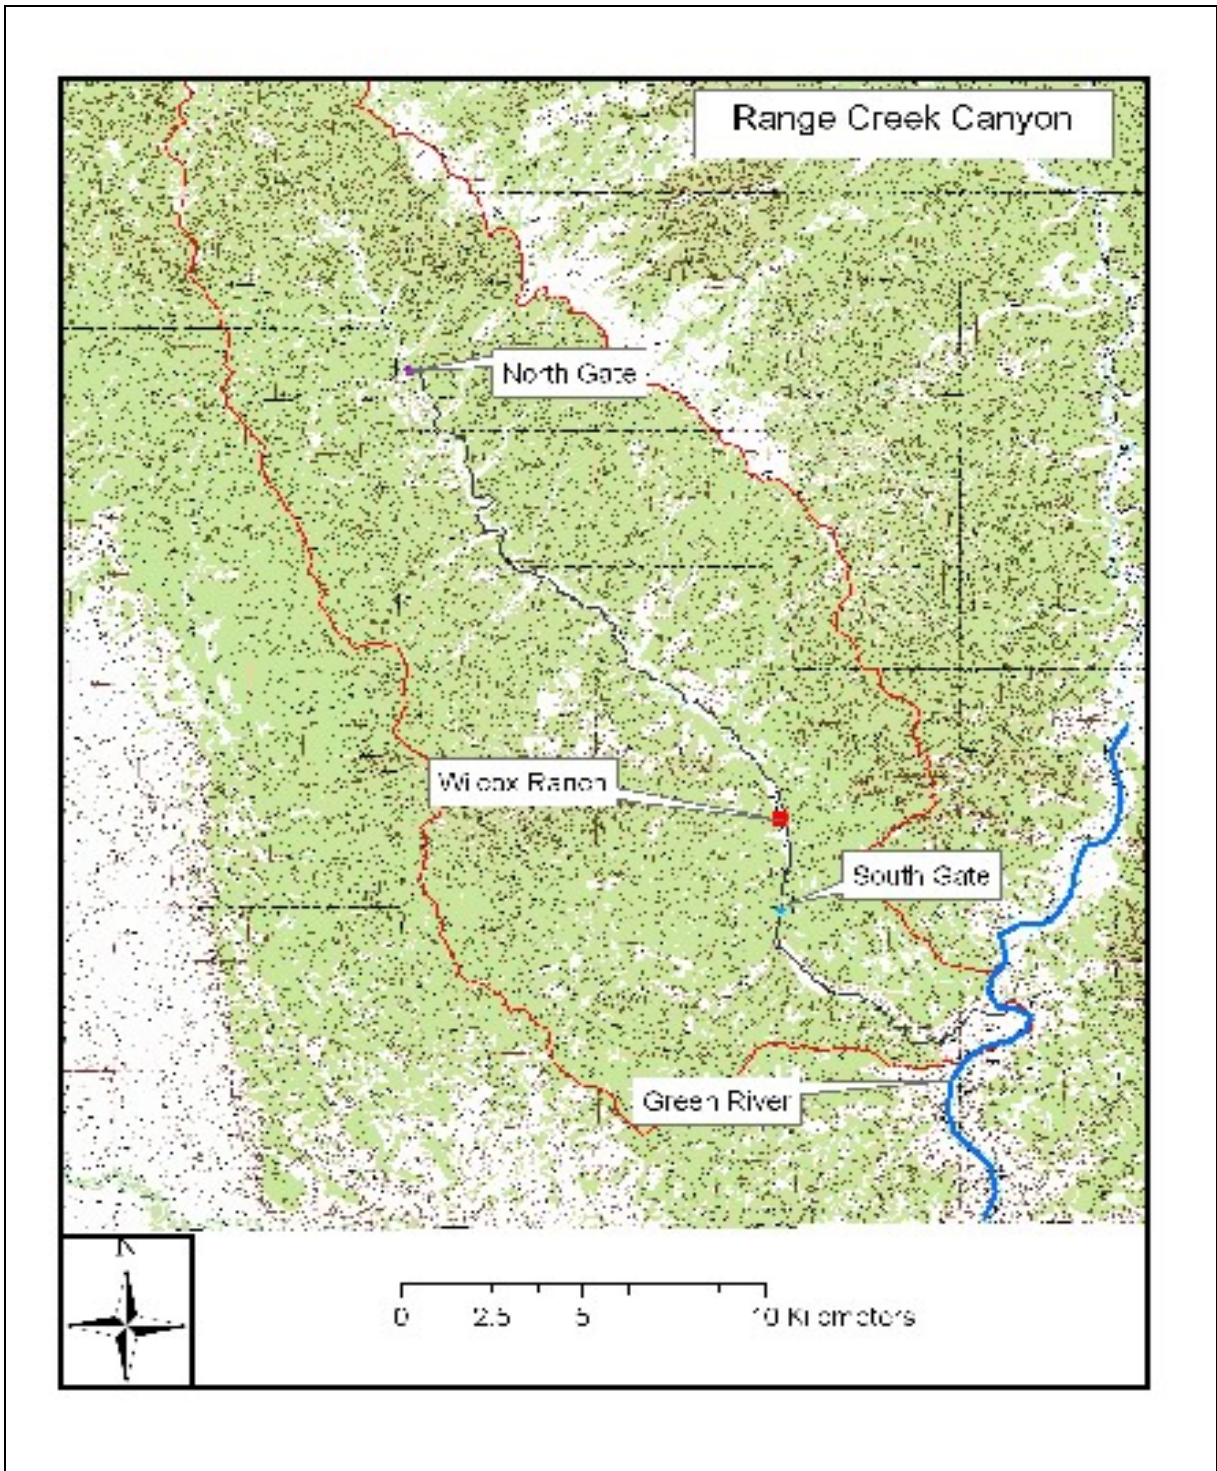 Range Creek Canyon
North Gate
Wilcox Ranch
South Gate
Green River
N
0 2.5 5 10 Kilometers